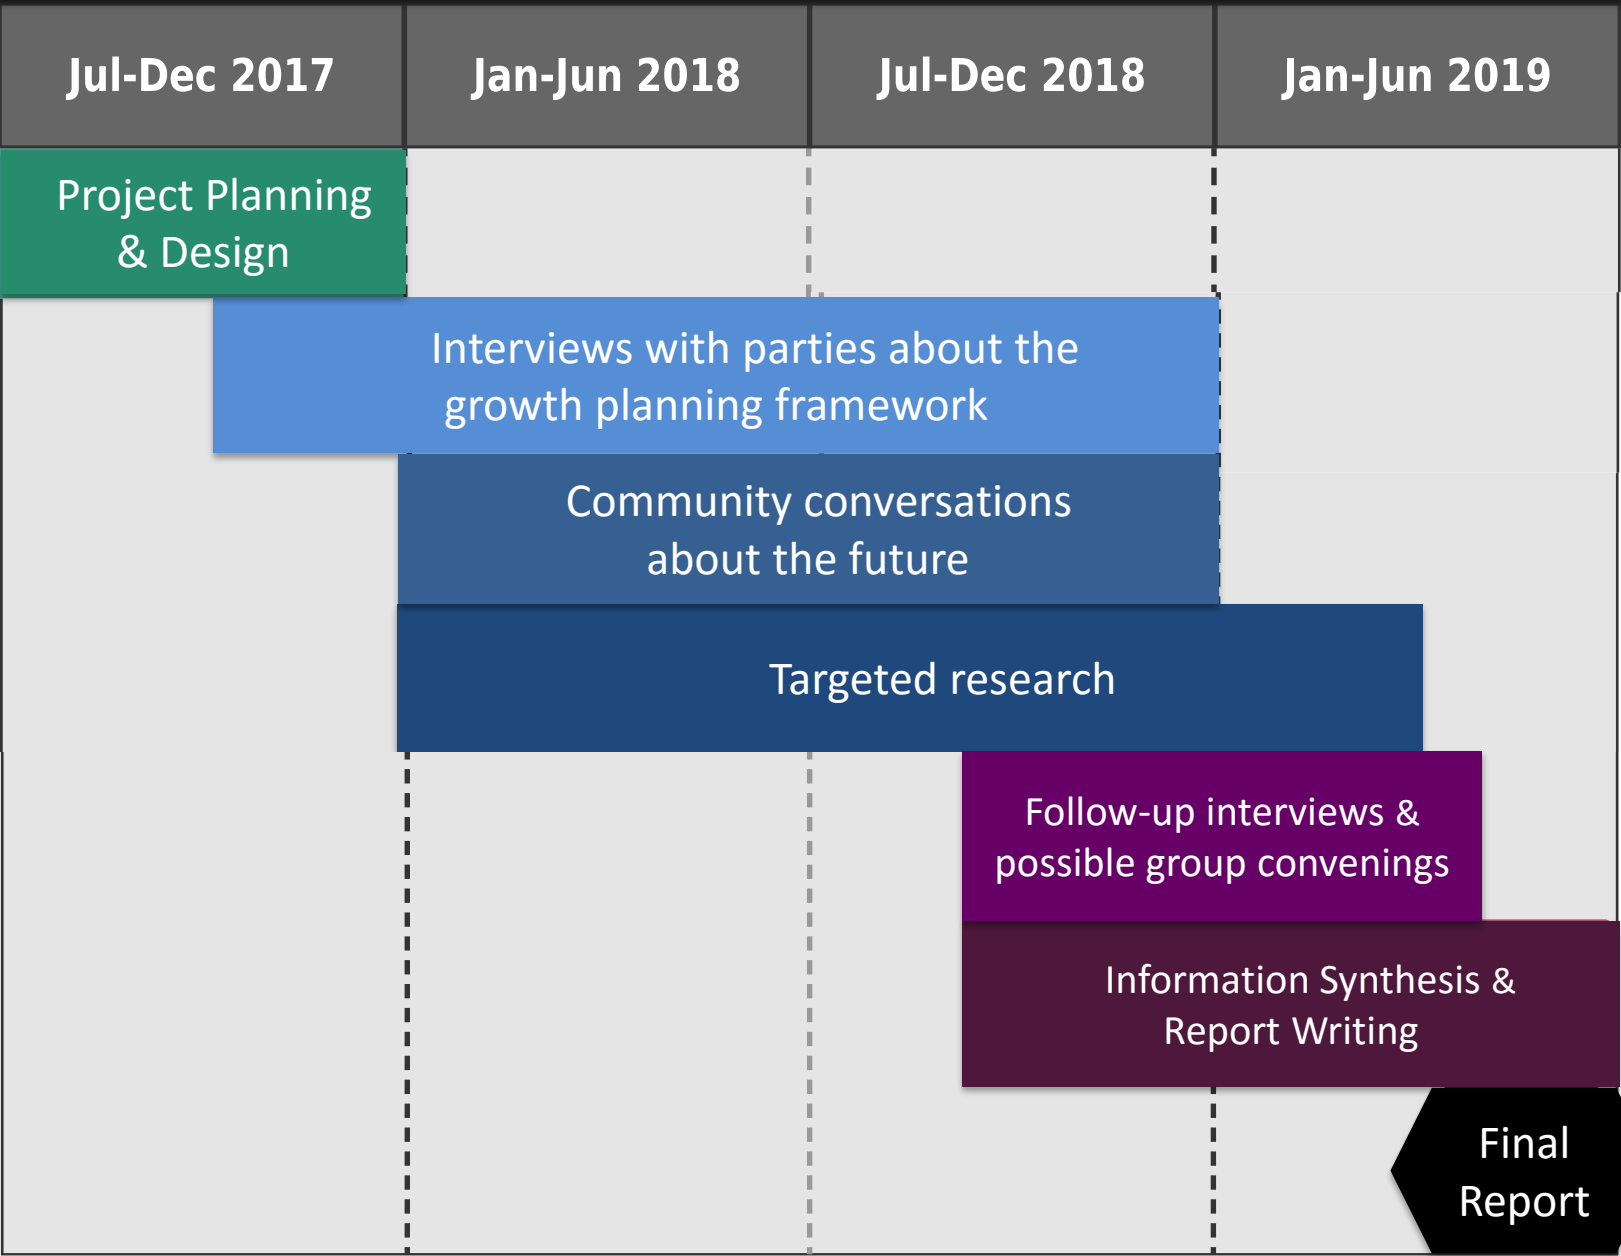 Jul-Dec 2017
Jan-Jun 2018
Jul-Dec 2018
Jan-Jun 2019
Project Planning
& Design
Interviews with parties about the
growth planning framework
Community conversations
about the future
Targeted research
Follow-up interviews &
possible group convenings
Information Synthesis &
Report Writing
Final
Report